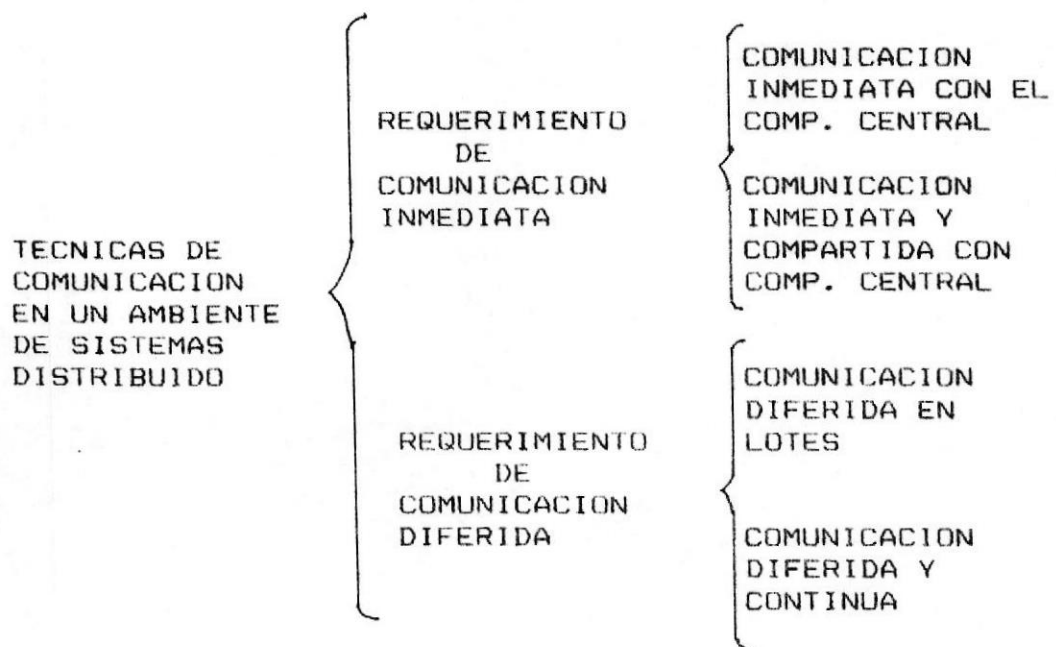 TECNICAS DE
COMUNICACION
EN UN AMBIENTE
DE SISTEMAS
DISTRIBUIDO
REQUERIMIENTO
DE
COMUNICACION
INMEDIATA
COMUNICACION
INMEDIATA CON EL
COMP. CENTRAL
COMUNICACION
INMEDIATA Y
COMPARTIDA CON
COMP. CENTRAL
REQUERIMIENTO
DE
COMUNICACION
DIFERIDA
COMUNICACION
DIFERIDA EN
LOTES
COMUNICACION
DIFERIDA Y
CONTINUA